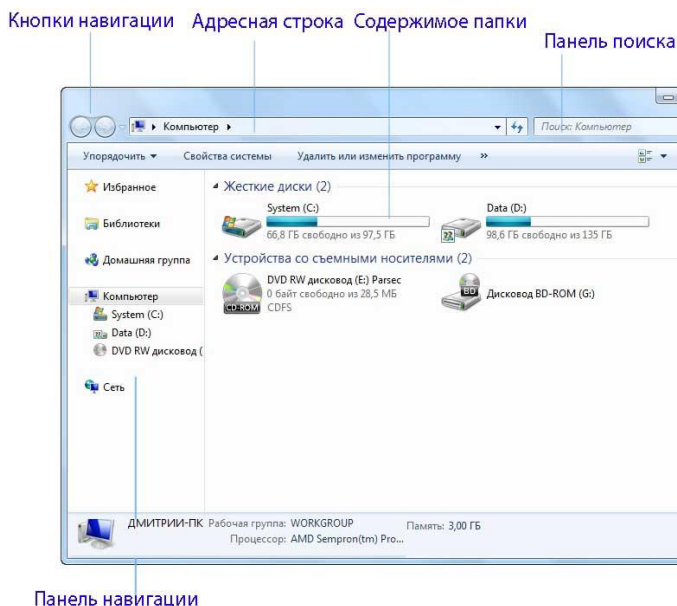 Кнопки навигации Адресная строка Содержимое папки
Панель поиска
Компьютер
Поиск: Компьютер
Упорядочить Свойства системы Удалить или изменить программу »
Избранное
Библиотеки
Домашняя группа
Компьютер
System (C:)
Data (D:)
DVD RW дисковод (
Сеть
Жесткие диски (2)
System (C:)
66,8 ГБ свободно из 97,5 ГБ
Data (D:)
98,6 ГБ свободно из 135 ГБ
Устройства со съемными носителями (2)
DVD RW дисковод (E:) Parsec
0 байт свободно из 28,5 МБ
CDFS
CD-ROM
BD
Дисковод BD-ROM (G:)
ДМИТРИИ-ПК Рабочая группа: WORKGROUP Память: 3,00 ГБ
Процессор: AMD Sempron(tm) Pro...
Панель навигации